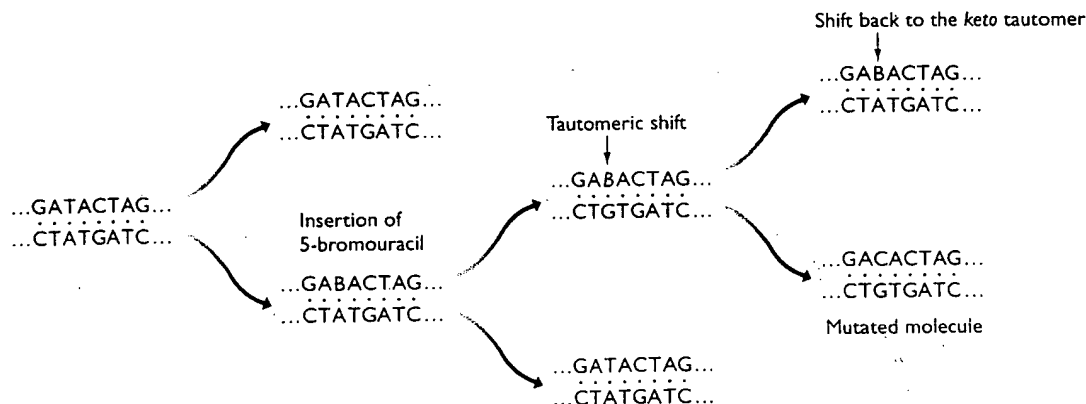 Shift back to the keto tautomer
...GABACTAG...
...CTATGATC...
...GATACTAG...
...CTATGATC...
Tautomeric shift
...GABACTAG...
...CTGTGATC...
...GATACTAG...
...CTATGATC...
Insertion of
5-bromouracil
...GABACTAG...
...CTATGATC...
...GACACTAG...
...CTGTGATC...
Mutated molecule
...GATACTAG...
...CTATGATC...